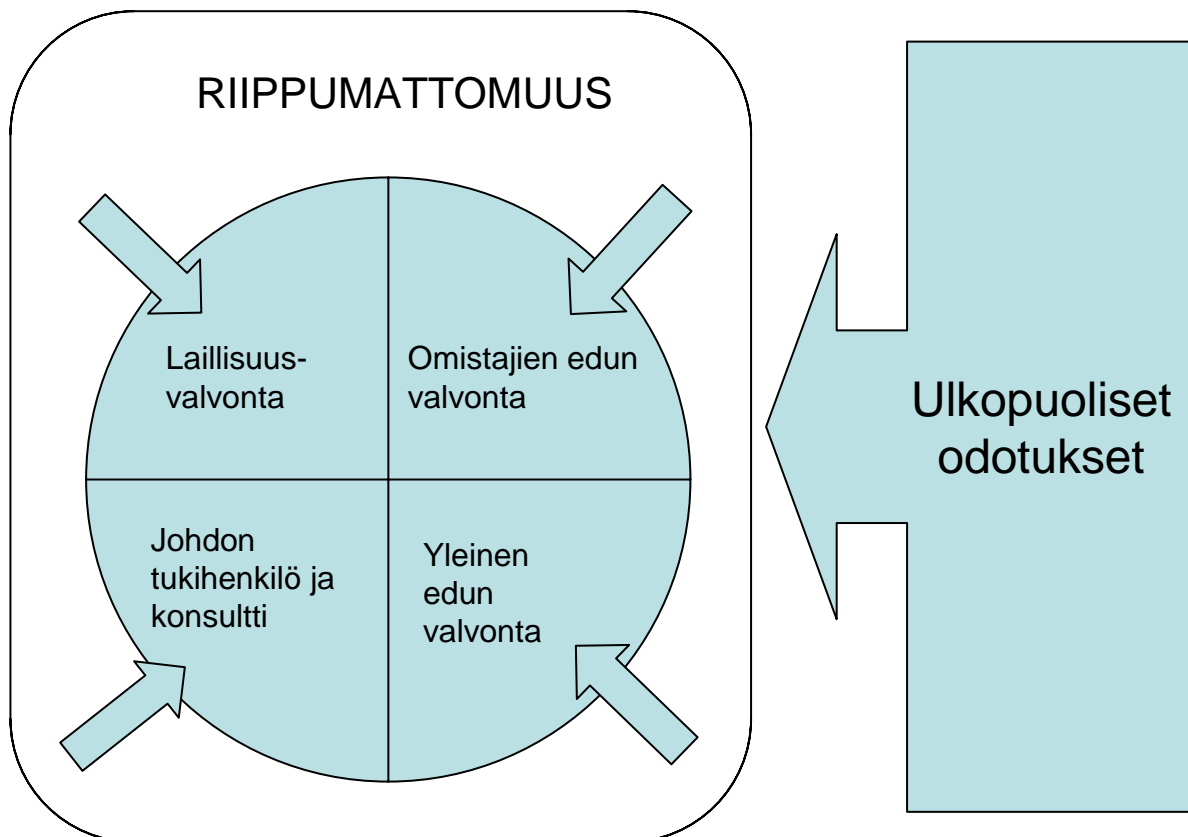 RIIPPUMATTOMUUS
Laillisuus-
valvonta
Omistajien edun
valvonta
Johdon
tukihenkilö ja
konsultti
Yleinen
edun
valvonta
Ulkopuoliset
odotukset